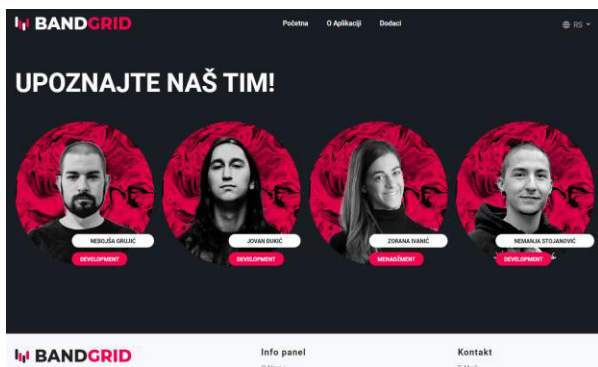 BANDGRID
Početna O Aplikaciji Dodaci
RS
UPOZNAJTE NAŠ TIM!
NEBOJŠA GRUJIĆ
DEVELOPMENT
JOVAN ĐUKIĆ
DEVELOPMENT
ZORANA IVANIĆ
MENADŽMENT
NEMANJA STOJANOVIĆ
DEVELOPMENT
BANDGRID
Info panel
Kontakt